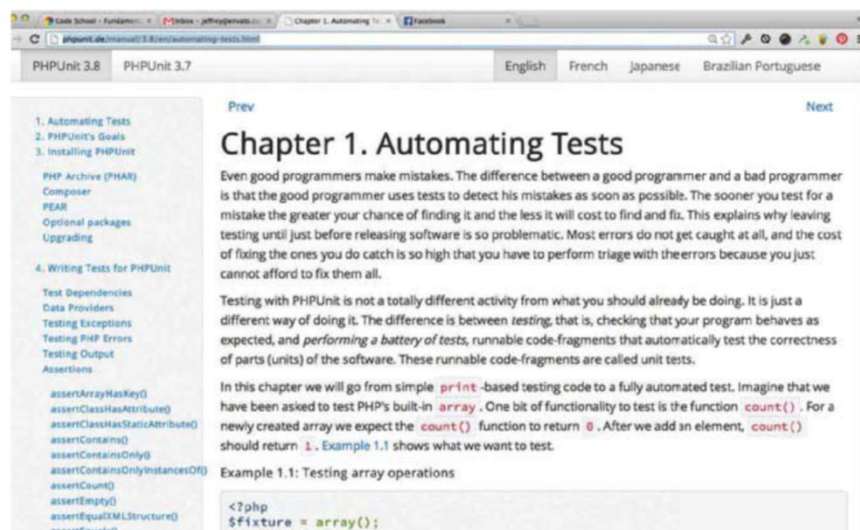 Code School - Fundamen
Inbox - jeffrey@envato.co
Chapter 1. Automating Te
Facebook
phpunit.de/manual/3.8/en/automating-tests.html
PHPUnit 3.8 PHPUnit 3.7 English French Japanese Brazilian Portuguese
Prev Next
1. Automating Tests
2. PHPUnit's Goals
3. Installing PHPUnit
PHP Archive (PHAR)
Composer
PEAR
Optional packages
Upgrading
4. Writing Tests for PHPUnit
Test Dependencies
Data Providers
Testing Exceptions
Testing PHP Errors
Testing Output
Assertions
assertArrayHasKey()
assertClassHasAttribute()
assertClassHasStaticAttribute()
assertContains()
assertContainsOnly()
assertContainsOnlyInstancesOf()
assertCount()
assertEmpty()
assertEqualXMLStructure()
Chapter 1. Automating Tests
Even good programmers make mistakes. The difference between a good programmer and a bad programmer
is that the good programmer uses tests to detect his mistakes as soon as possible. The sooner you test for a
mistake the greater your chance of finding it and the less it will cost to find and fix. This explains why leaving
testing until just before releasing software is so problematic. Most errors do not get caught at all, and the cost
of fixing the ones you do catch is so high that you have to perform triage with the errors because you just
cannot afford to fix them all.
Testing with PHPUnit is not a totally different activity from what you should already be doing. It is just a
different way of doing it. The difference is between testing, that is, checking that your program behaves as
expected, and performing a battery of tests, runnable code-fragments that automatically test the correctness
of parts (units) of the software. These runnable code-fragments are called unit tests.
In this chapter we will go from simple print -based testing code to a fully automated test. Imagine that we
have been asked to test PHP's built-in array . One bit of functionality to test is the function count() . For a
newly created array we expect the count() function to return 0 . After we add an element, count()
should return 1 . Example 1.1 shows what we want to test.
Example 1.1: Testing array operations
<?php
$fixture = array();